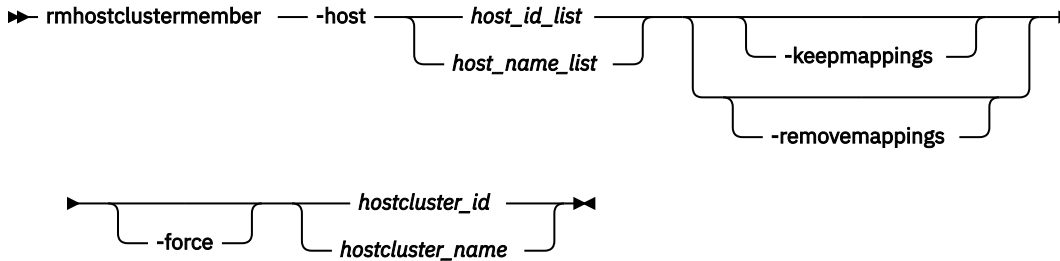 rmhostclustermember -host host_id_list
host_name_list
-keepmappings
-removemappings
hostcluster_id
-force
hostcluster_name